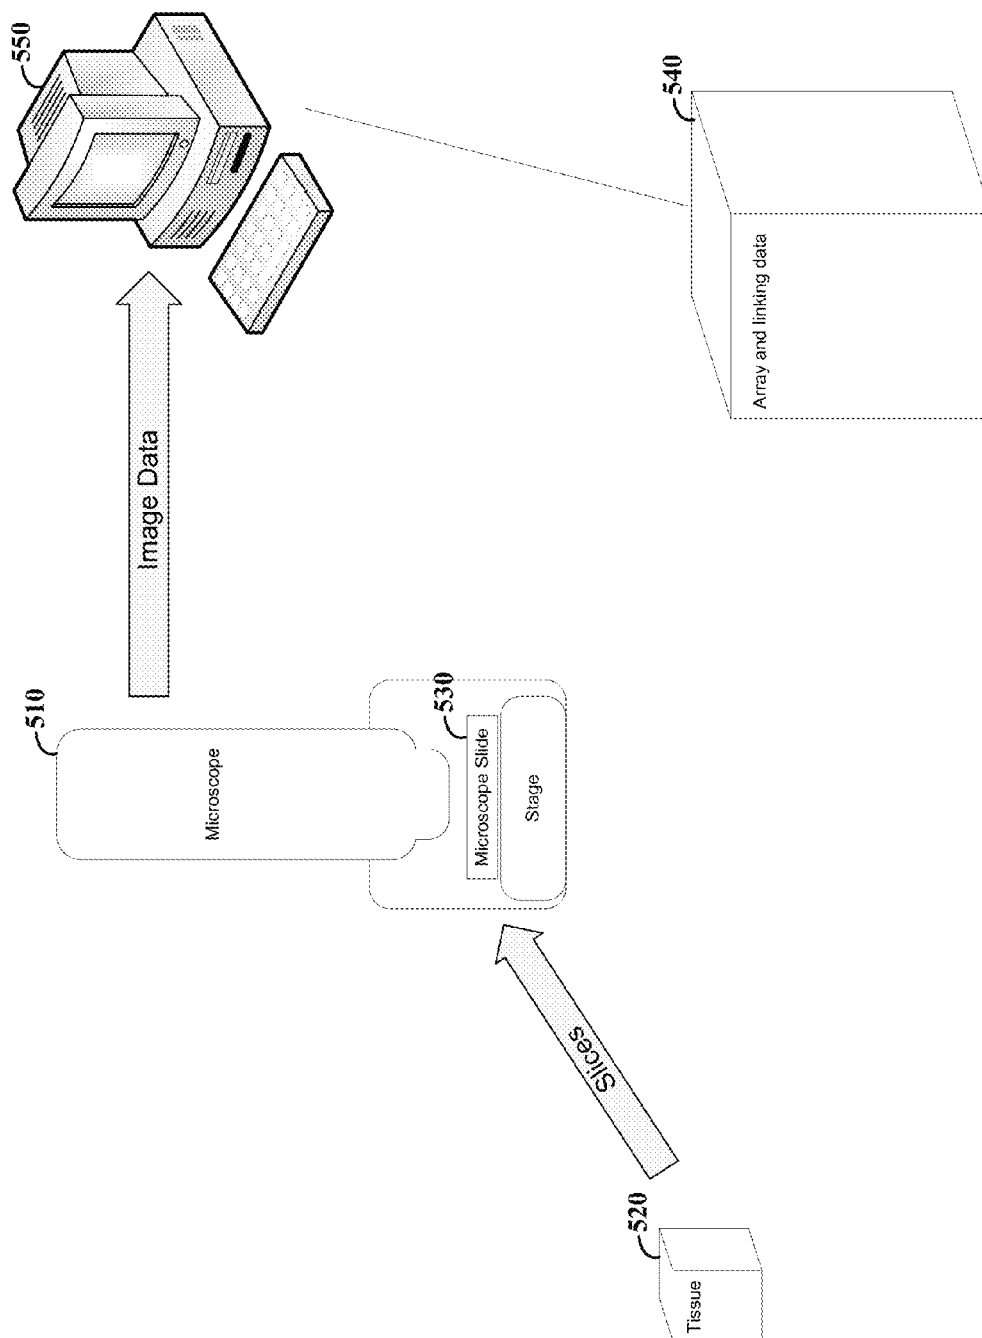 550
540
Array and linking data
Image Data
510
Microscope
530
Microscope Slide
Stage
Slices
520
Tissue